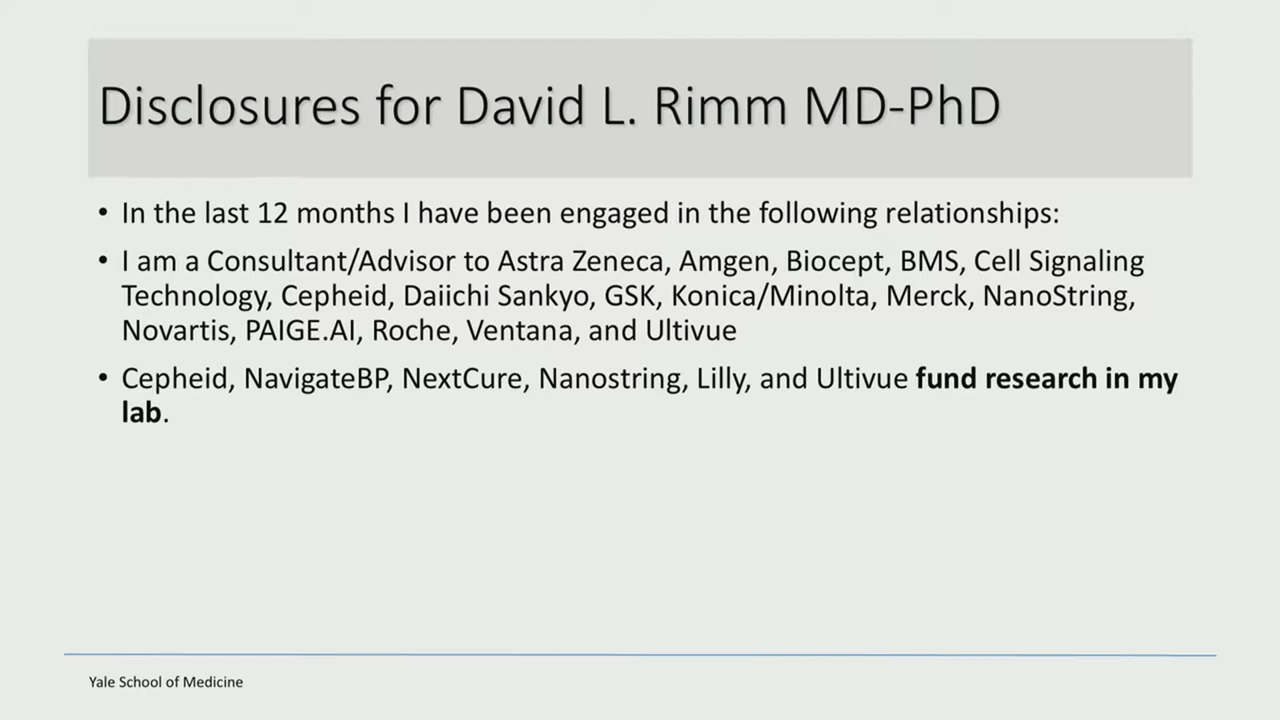 Disclosures for David L. Rimm MD-PhD
• In the last 12 months I have been engaged in the following relationships:
• I am a Consultant/Advisor to Astra Zeneca, Amgen, Biocept, BMS, Cell Signaling
Technology, Cepheid, Daiichi Sankyo, GSK, Konica/Minolta, Merck, NanoString,
Novartis, PAIGE.AI, Roche, Ventana, and Ultivue
• Cepheid, NavigateBP, NextCure, Nanostring, Lilly, and Ultivue fund research in my
lab.
Yale School of Medicine